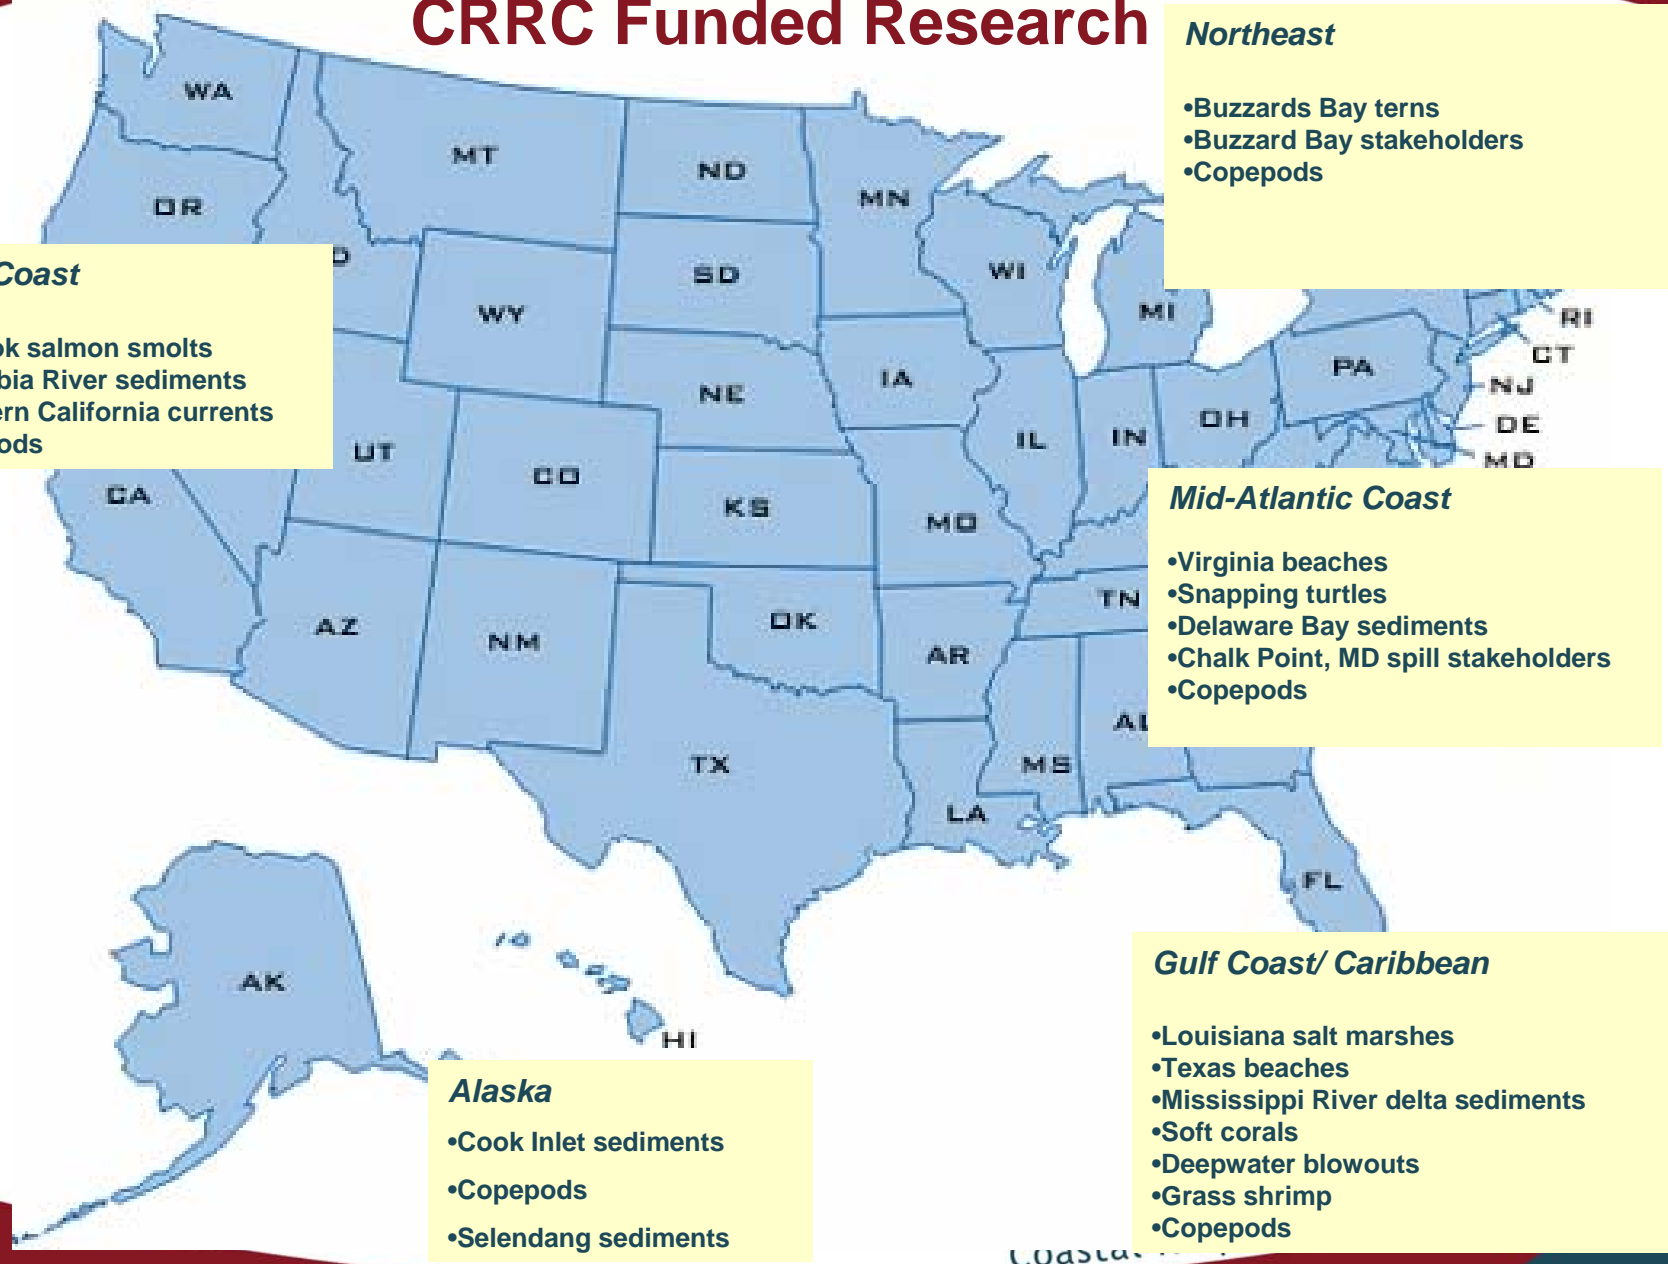 CRRC Funded Research
Northeast
•Buzzards Bay terns
•Buzzard Bay stakeholders
•Copepods
WA
MT
ND
MN
OR
SD
WI
WY
MI
RI
CT
Coast
salmon smolts
River sediments
California currents
NE
IA
PA
NJ
OH
DE
MD
IL
IN
UT
CO
CA
KS
MO
Mid-Atlantic Coast
•Virginia beaches
•Snapping turtles
•Delaware Bay sediments
•Chalk Point, MD spill stakeholders
•Copepods
TN
AZ
NM
OK
AR
AL
TX
MS
LA
FL
AK
HI
Gulf Coast/ Caribbean
•Louisiana salt marshes
•Texas beaches
•Mississippi River delta sediments
•Soft corals
•Deepwater blowouts
•Grass shrimp
•Copepods
Alaska
•Cook Inlet sediments
•Copepods
•Selendang sediments
Coastal